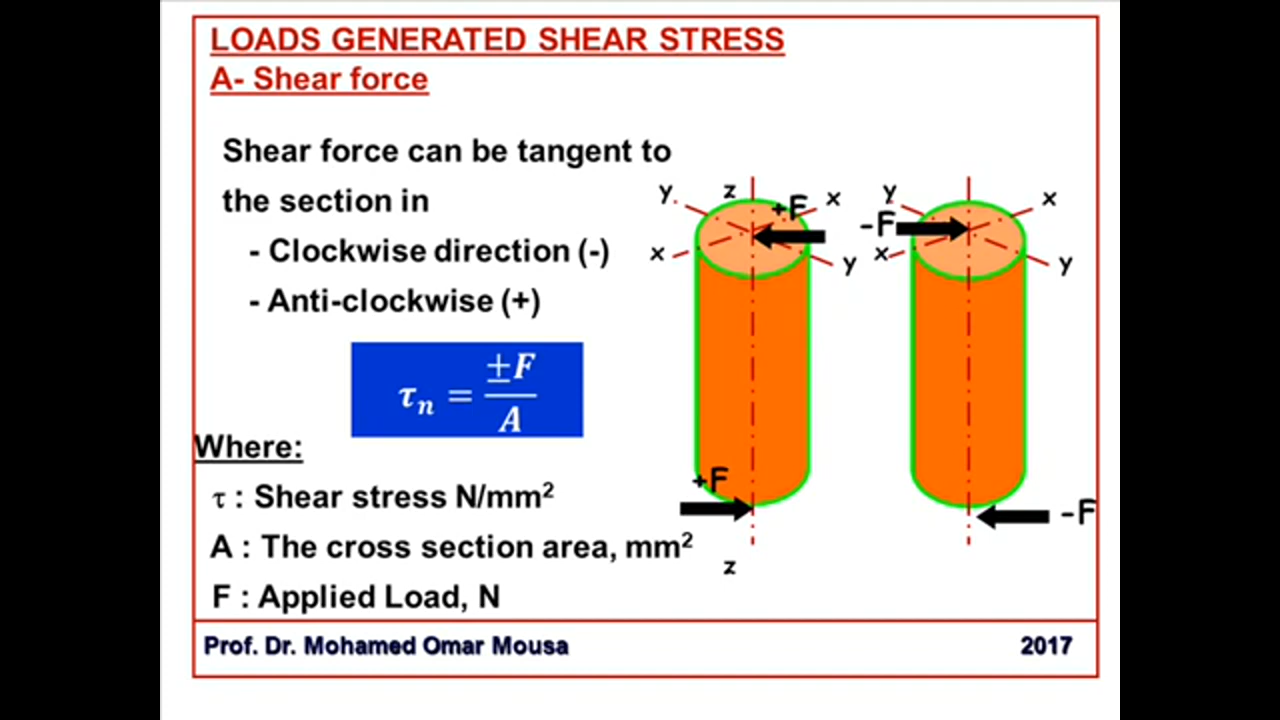 LOADS GENERATED SHEAR STRESS
A- Shear force
Shear force can be tangent to
the section in
- Clockwise direction (-)
- Anti-clockwise (+)
τn = ±F / A
Where:
τ : Shear stress N/mm²
A : The cross section area, mm²
F : Applied Load, N
y z +F x
x y
+F
z
y x
-F
x y
-F
Prof. Dr. Mohamed Omar Mousa 2017